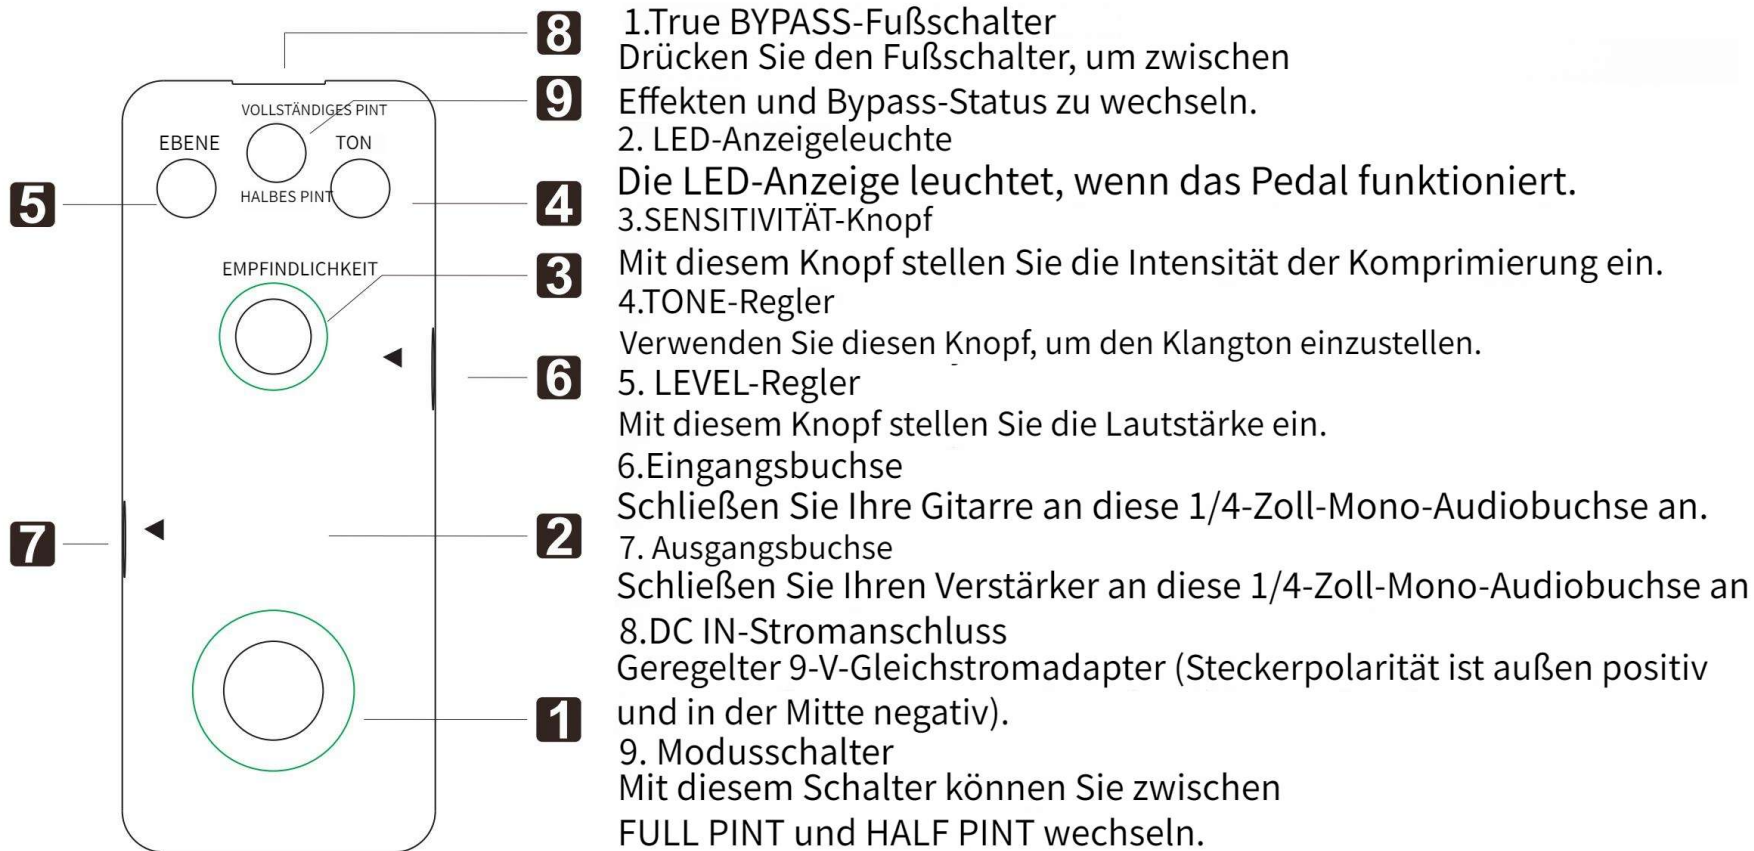 8
9
VOLLSTÄNDIGES PINT
EBENE
TON
HALBES PINT
5
4
EMPFINDLICHKEIT
3
6
7
2
1
1.True BYPASS-Fußschalter
Drücken Sie den Fußschalter, um zwischen
Effekten und Bypass-Status zu wechseln.
2. LED-Anzeigeleuchte
Die LED-Anzeige leuchtet, wenn das Pedal funktioniert.
3.SENSITIVITÄT-Knopf
Mit diesem Knopf stellen Sie die Intensität der Komprimierung ein.
4.TONE-Regler
Verwenden Sie diesen Knopf, um den Klangton einzustellen.
5. LEVEL-Regler
Mit diesem Knopf stellen Sie die Lautstärke ein.
6.Eingangsbuchse
Schließen Sie Ihre Gitarre an diese 1/4-Zoll-Mono-Audiobuchse an.
7. Ausgangsbuchse
Schließen Sie Ihren Verstärker an diese 1/4-Zoll-Mono-Audiobuchse an
8.DC IN-Stromanschluss
Geregelter 9-V-Gleichstromadapter (Steckerpolarität ist außen positiv
und in der Mitte negativ).
9. Modusschalter
Mit diesem Schalter können Sie zwischen
FULL PINT und HALF PINT wechseln.